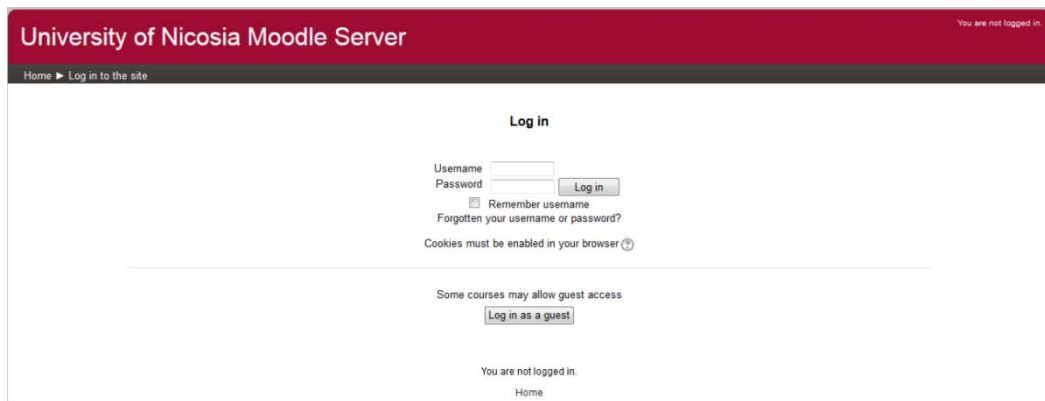 You are not logged in.
University of Nicosia Moodle Server
Home ► Log in to the site
Log in
Username
Password Log in
Remember username
Forgotten your username or password?
Cookies must be enabled in your browser ?
Some courses may allow guest access
Log in as a guest
You are not logged in.
Home